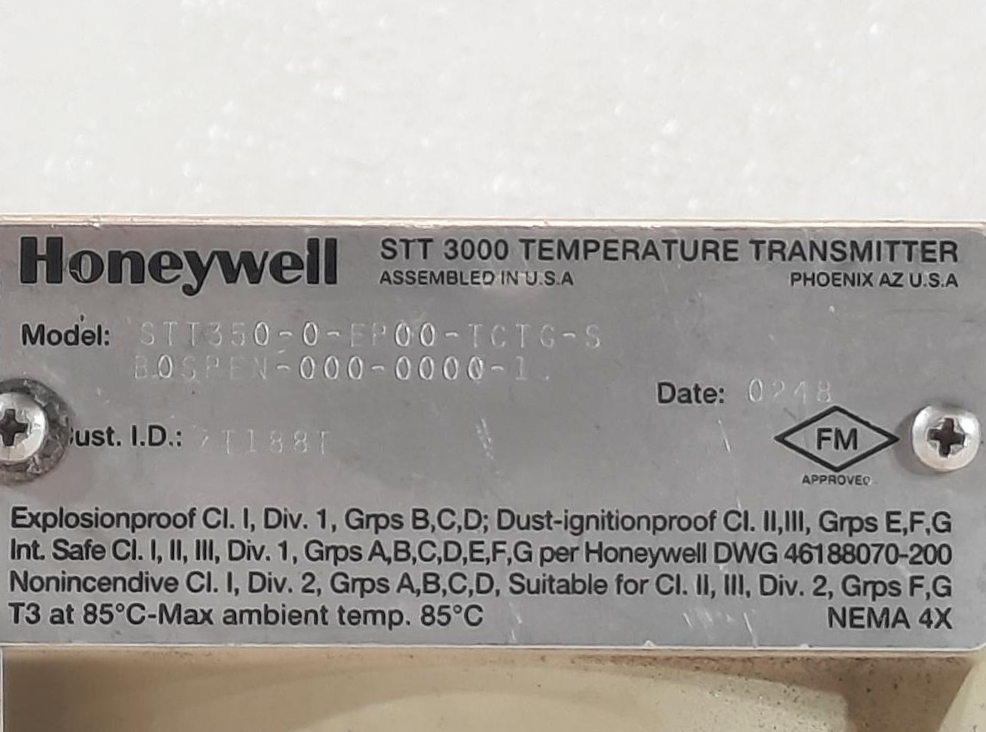 Honeywell
STT 3000 TEMPERATURE TRANSMITTER
ASSEMBLED IN U.S.A PHOENIX AZ U.S.A
Model: STT350-0-EP00-TCTG-S
-000-0000-1
Date: 0248
Cust. I.D.: 7T188T
FM
APPROVED
Explosionproof Cl. I, Div. 1, Grps B,C,D; Dust-ignitionproof Cl. II,III, Grps E,F,G
Int. Safe Cl. I, II, III, Div. 1, Grps A,B,C,D,E,F,G per Honeywell DWG 46188070-200
Nonincendive Cl. I, Div. 2, Grps A,B,C,D, Suitable for Cl. II, III, Div. 2, Grps F,G
T3 at 85°C-Max ambient temp. 85°C NEMA 4X